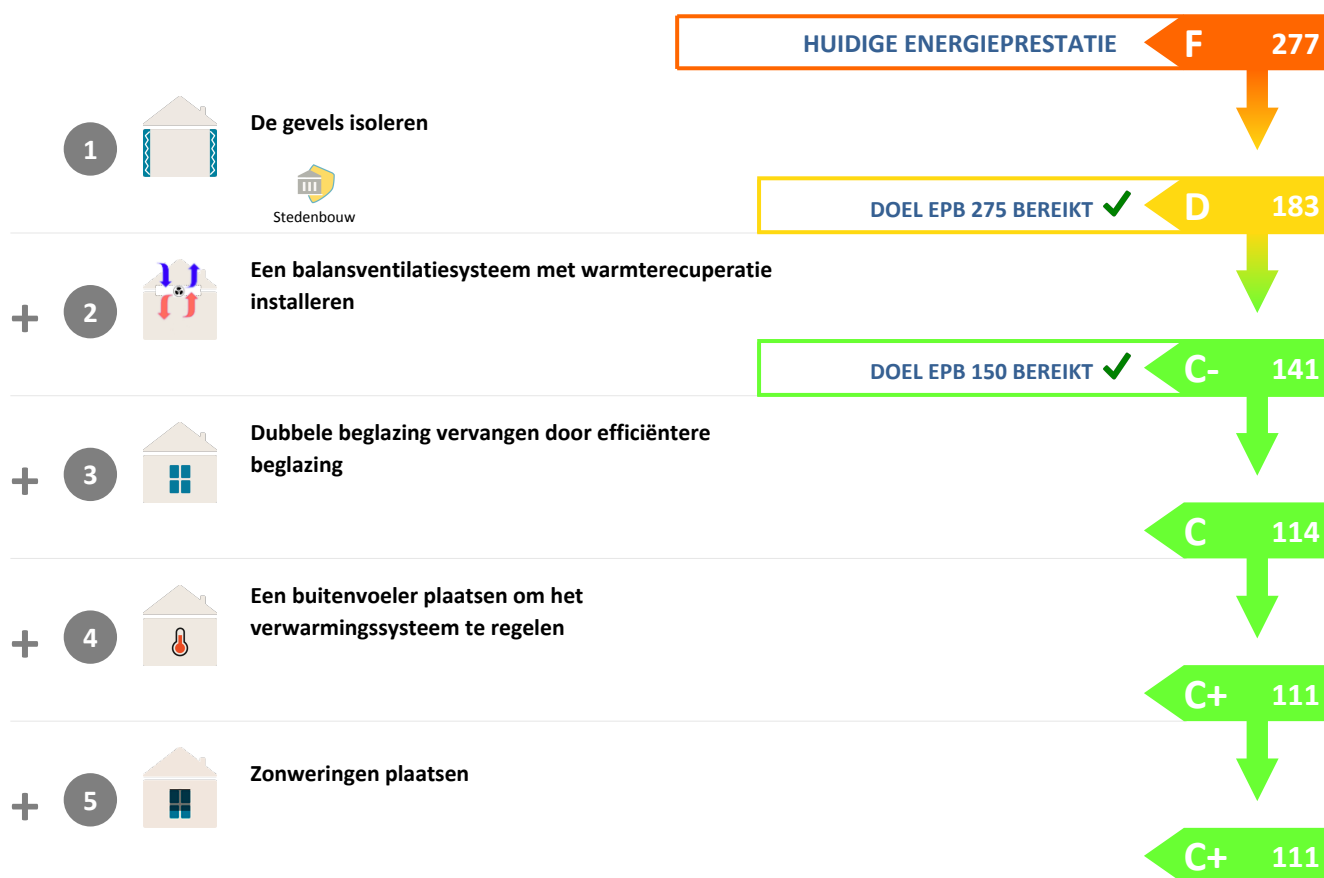 HUIDIGE ENERGIEPRESTATIE F 277
1 De gevels isoleren
Stedenbouw
DOEL EPB 275 BEREIKT D 183
+ 2 Een balansventilatiesysteem met warmterecuperatie
installeren
DOEL EPB 150 BEREIKT C- 141
+ 3 Dubbele beglazing vervangen door efficiëntere
beglazing
C 114
+ 4 Een buitenvoeler plaatsen om het
verwarmingssysteem te regelen
C+ 111
+ 5 Zonweringen plaatsen
C+ 111